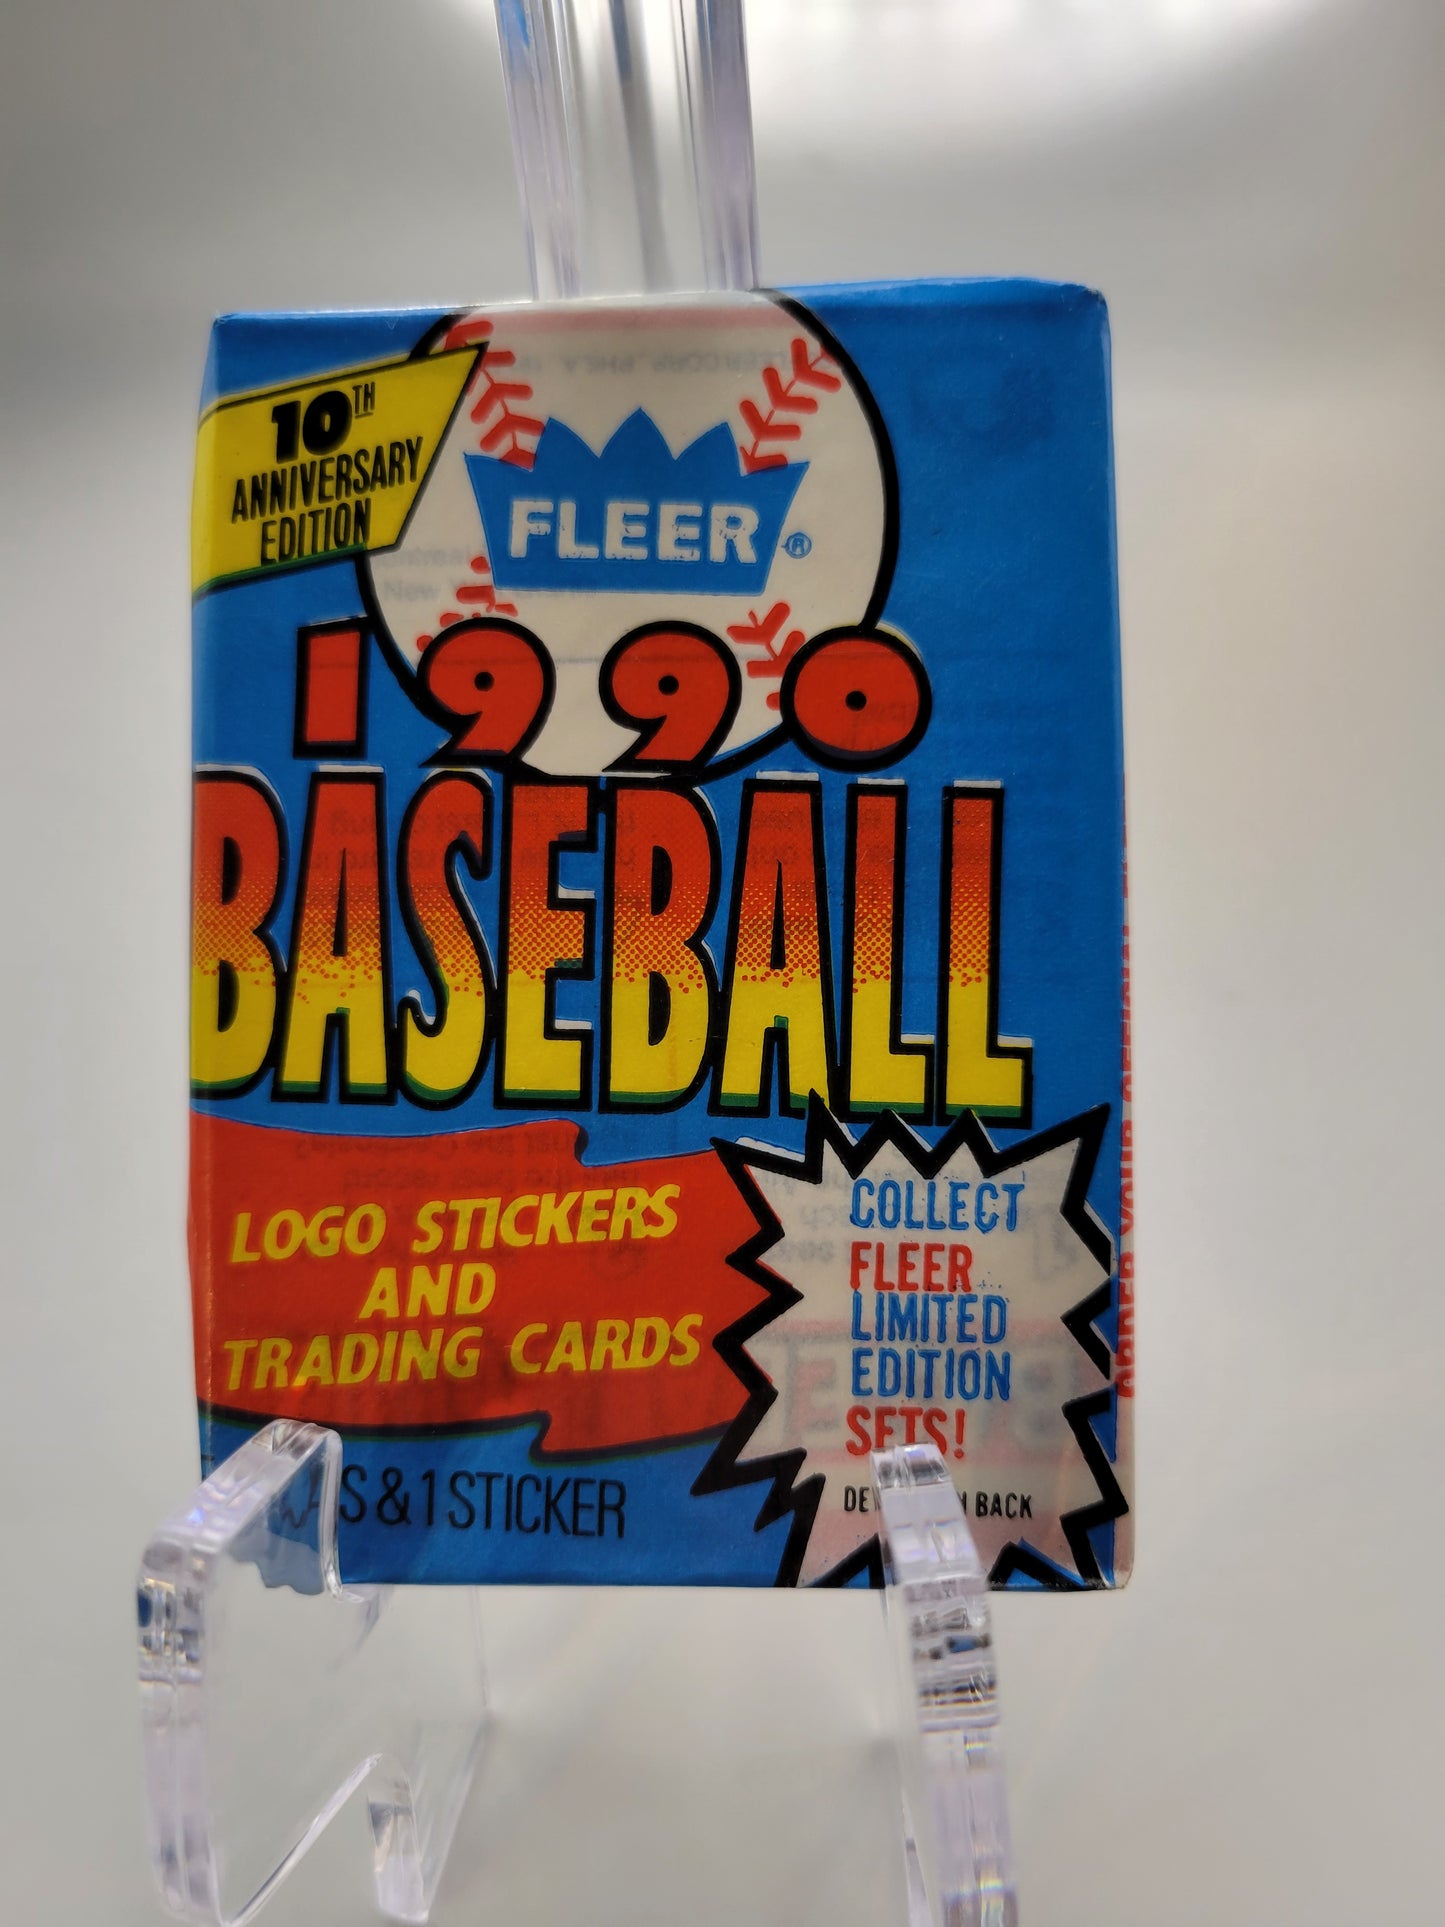 10TH
ANNIVERSARY
EDITION
FLEER®
1990
BASEBALL
LOGO STICKERS
AND
TRADING CARDS
COLLECT
FLEER
LIMITED
EDITION
SETS!
BACK
& 1 STICKER